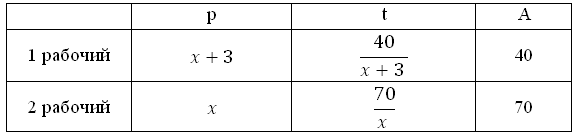 p t A
1 рабочий x + 3 40/(x + 3) 40
2 рабочий x 70/x 70